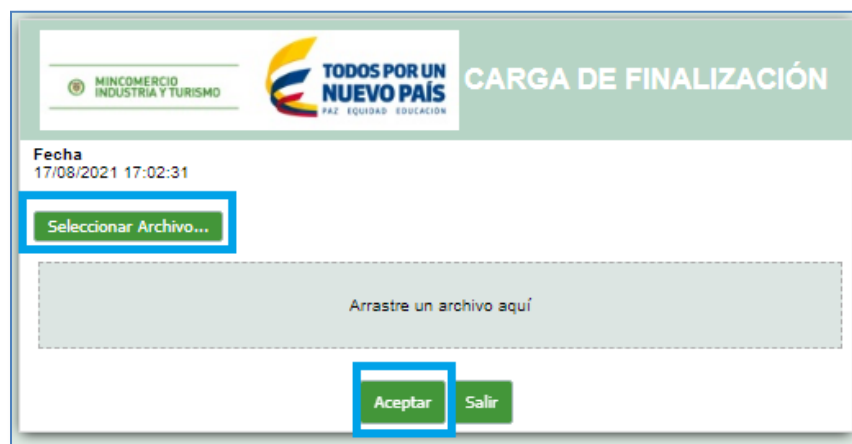 MINCOMERCIO
INDUSTRIA Y TURISMO
TODOS POR UN
NUEVO PAÍS
PAZ EQUIDAD EDUCACIÓN
CARGA DE FINALIZACIÓN
Fecha
17/08/2021 17:02:31
Seleccionar Archivo...
Arrastre un archivo aquí
Aceptar
Salir